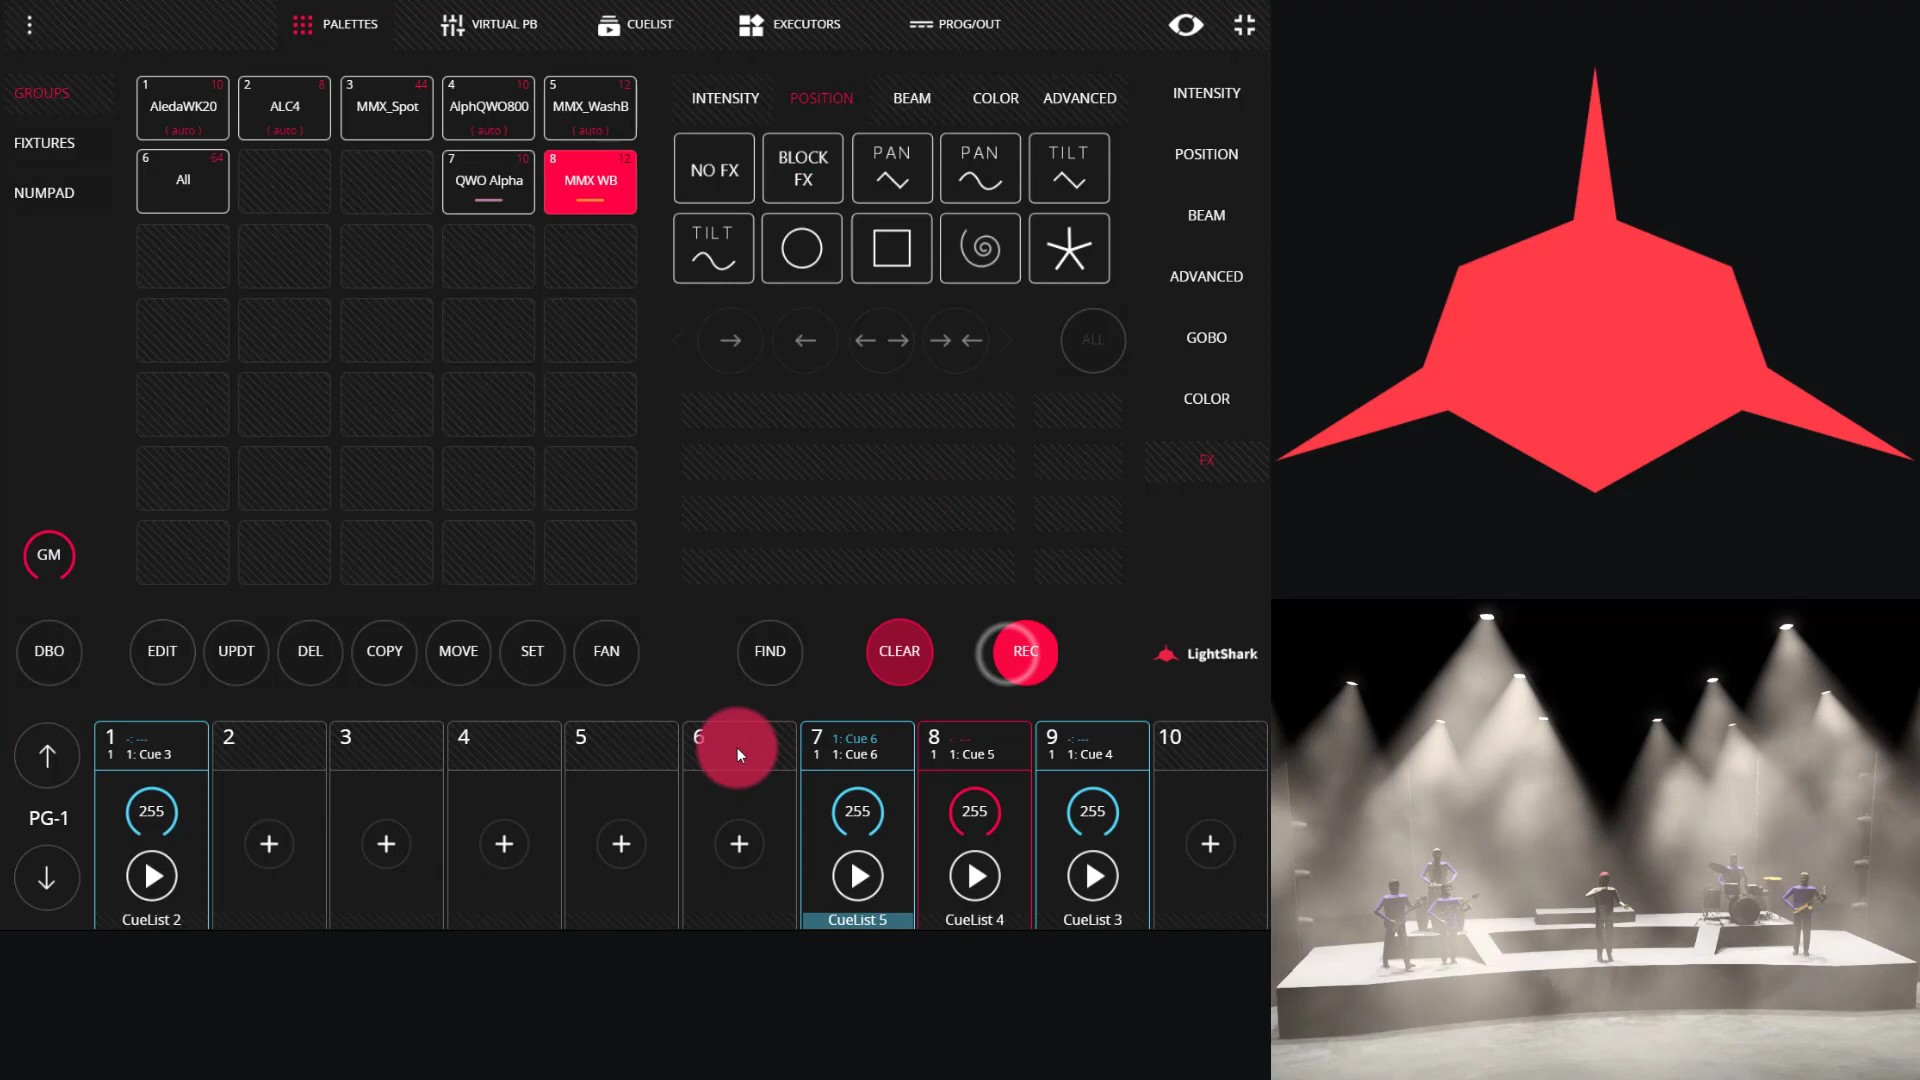 PALETTES
VIRTUAL PB
CUELIST
EXECUTORS
PROG/OUT
GROUPS
FIXTURES
NUMPAD
1 10
AledaWK20
( auto )
2 8
ALC4
( auto )
3 44
MMX_Spot
4 10
AlphQWO800
( auto )
5 12
MMX_WashB
( auto )
6 64
All
7 10
QWO Alpha
8 12
MMX WB
INTENSITY POSITION BEAM COLOR ADVANCED
NO FX
BLOCK
FX
PAN
PAN
TILT
TILT
ALL
INTENSITY
POSITION
BEAM
ADVANCED
GOBO
COLOR
FX
GM
DBO
EDIT
UPDT
DEL
COPY
MOVE
SET
FAN
FIND
CLEAR
REC
LightShark
PG-1
1 -: ---
1 1: Cue 3
255
CueList 2
2
3
4
5
6
7 1: Cue 6
1 1: Cue 6
255
CueList 5
8 -: ---
1 1: Cue 5
255
CueList 4
9 -: ---
1 1: Cue 4
255
CueList 3
10